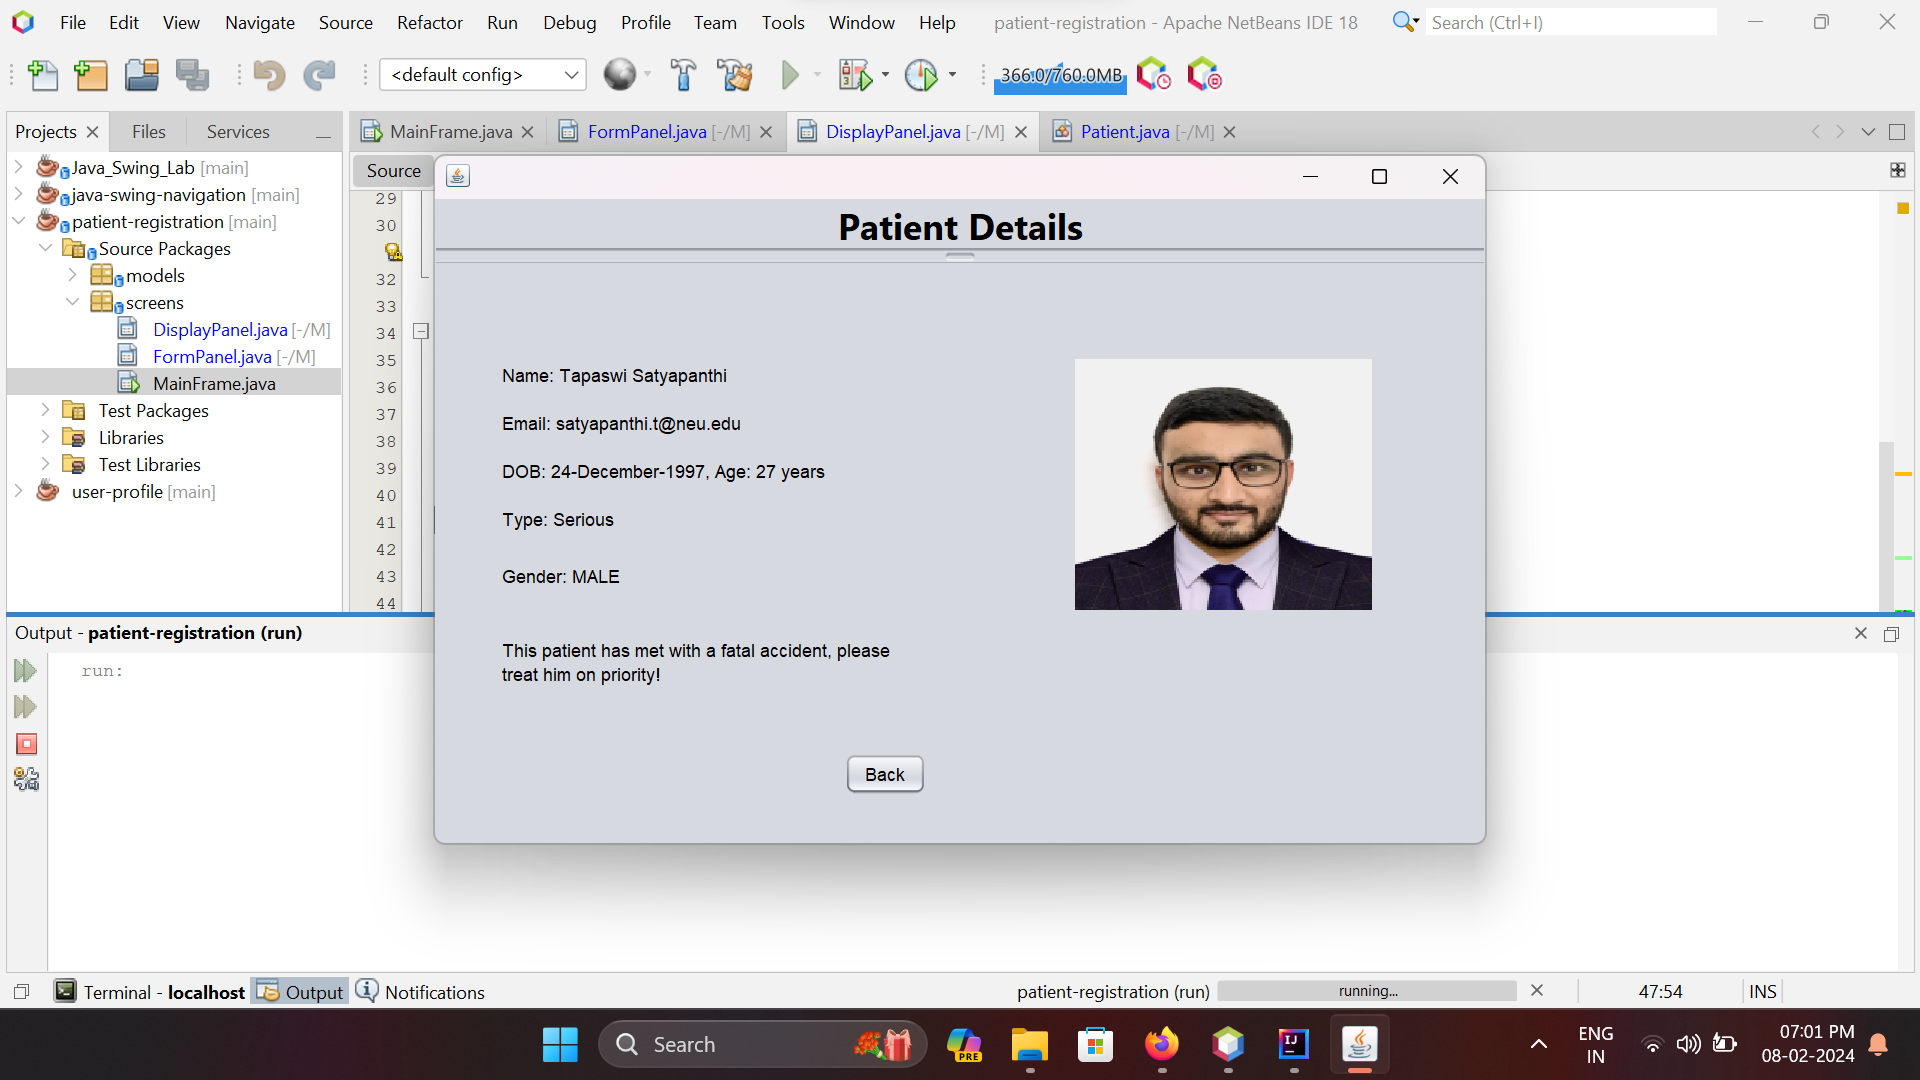 File Edit View Navigate Source Refactor Run Debug Profile Team Tools Window Help patient-registration - Apache NetBeans IDE 18 Search (Ctrl+I)
<default config> 366.0/760.0MB
Projects Files Services MainFrame.java FormPanel.java [-/M] DisplayPanel.java [-/M] Patient.java [-/M]
Java_Swing_Lab [main]
java-swing-navigation [main]
patient-registration [main]
Source Packages
models
screens
DisplayPanel.java [-/M]
FormPanel.java [-/M]
MainFrame.java
Test Packages
Libraries
Test Libraries
user-profile [main]
Source
29
30
32
33
34
35
36
37
38
39
40
41
42
43
44
Patient Details
Name: Tapaswi Satyapanthi
Email: satyapanthi.t@neu.edu
DOB: 24-December-1997, Age: 27 years
Type: Serious
Gender: MALE
This patient has met with a fatal accident, please
treat him on priority!
Back
Output - patient-registration (run)
run:
Terminal - localhost Output Notifications patient-registration (run) running... 47:54 INS
Search PRE IJ
ENG
IN
07:01 PM
08-02-2024